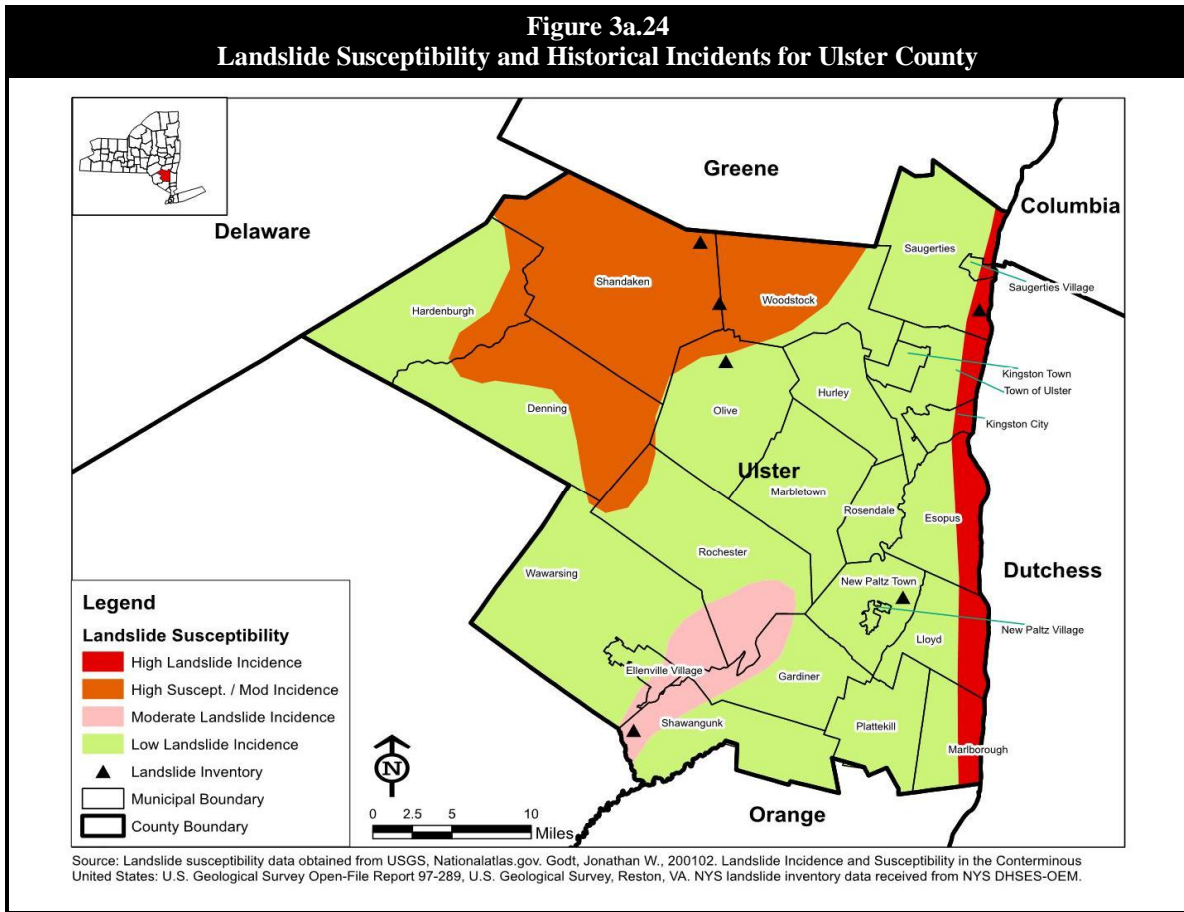 Figure 3a.24
Landslide Susceptibility and Historical Incidents for Ulster County
Greene
Columbia
Delaware
Saugerties
Saugerties Village
Shandaken
Woodstock
Hardenburgh
Kingston Town
Town of Ulster
Hurley
Denning
Olive
Kingston City
Ulster
Marbletown
Rosendale
Esopus
Rochester
Dutchess
Wawarsing
New Paltz Town
New Paltz Village
Lloyd
Ellenville Village
Gardiner
Shawangunk
Plattekill
Marlborough
Orange
Legend
Landslide Susceptibility
High Landslide Incidence
High Suscept. / Mod Incidence
Moderate Landslide Incidence
Low Landslide Incidence
Landslide Inventory
Municipal Boundary
County Boundary
N
0 2.5 5 10
Miles
Source: Landslide susceptibility data obtained from USGS, Nationalatlas.gov. Godt, Jonathan W., 200102. Landslide Incidence and Susceptibility in the Conterminous
United States: U.S. Geological Survey Open-File Report 97-289, U.S. Geological Survey, Reston, VA. NYS landslide inventory data received from NYS DHSES-OEM.